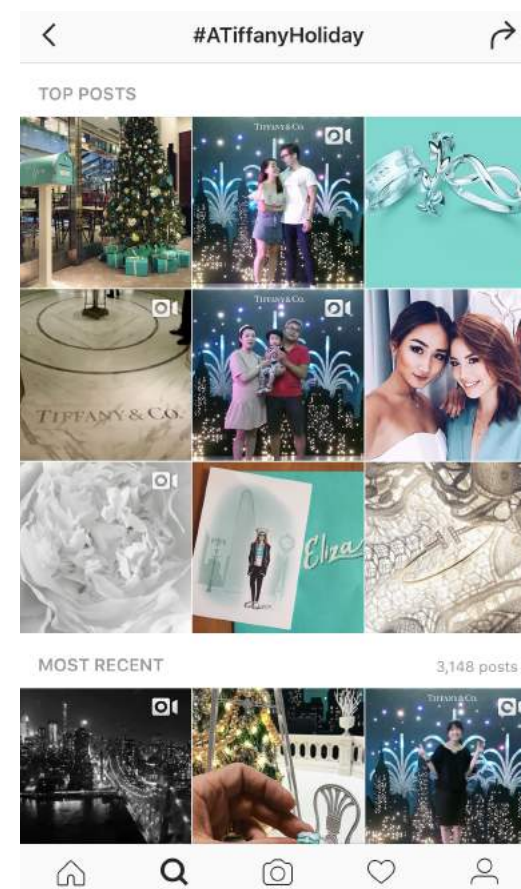 #ATiffanyHoliday
TOP POSTS
TIFFANY & CO.
TIFFANY & CO.
TIFFANY & CO.
Eliza
MOST RECENT
3,148 posts
TIFFANY & CO.